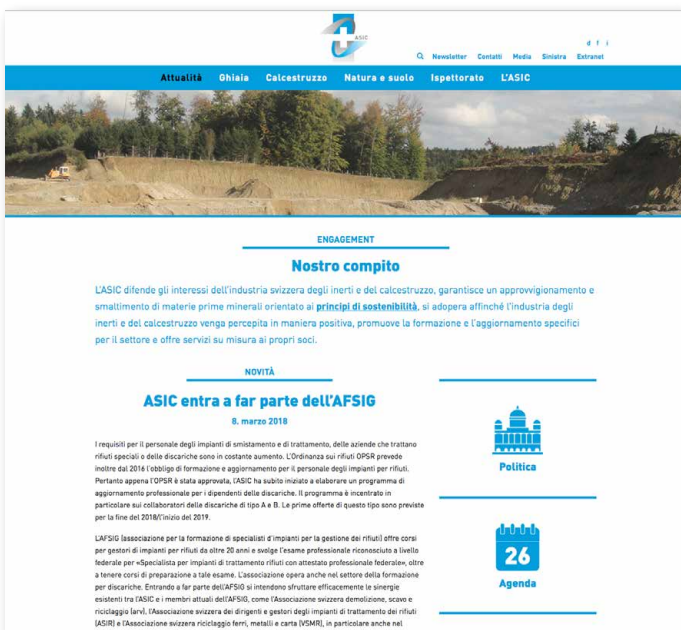 ASIC
d f i
Newsletter Contatti Media Sinistra Extranet
Attualità Ghiaia Calcestruzzo Natura e suolo Ispettorato L'ASIC
ENGAGEMENT
Nostro compito
L'ASIC difende gli interessi dell'industria svizzera degli inerti e del calcestruzzo, garantisce un approvvigionamento e
smaltimento di materie prime minerali orientato ai principi di sostenibilità, si adopera affinché l'industria degli
inerti e del calcestruzzo venga percepita in maniera positiva, promuove la formazione e l'aggiornamento specifici
per il settore e offre servizi su misura ai propri soci.
NOVITÀ
ASIC entra a far parte dell'AFSIG
8. marzo 2018
I requisiti per il personale degli impianti di smistamento e di trattamento, delle aziende che trattano
rifiuti speciali o delle discariche sono in costante aumento. L'Ordinanza sui rifiuti OPSR prevede
inoltre dal 2016 l'obbligo di formazione e aggiornamento per il personale degli impianti per rifiuti.
Pertanto appena l'OPSR è stata approvata, l'ASIC ha subito iniziato a elaborare un programma di
aggiornamento professionale per i dipendenti delle discariche. Il programma è incentrato in
particolare sui collaboratori delle discariche di tipo A e B. Le prime offerte di questo tipo sono previste
per la fine del 2018/l'inizio del 2019.
L'AFSIG (associazione per la formazione di specialisti d'impianti per la gestione dei rifiuti) offre corsi
per gestori di impianti per rifiuti da oltre 20 anni e svolge l'esame professionale riconosciuto a livello
federale per «Specialista per impianti di trattamento rifiuti con attestato professionale federale», oltre
a tenere corsi di preparazione a tale esame. L'associazione opera anche nel settore della formazione
per discariche. Entrando a far parte dell'AFSIG si intendono sfruttare efficacemente le sinergie
esistenti tra l'ASIC e i membri attuali dell'AFSIG, come l'Associazione svizzera demolizione, scavo e
riciclaggio (arv), l'Associazione svizzera dei dirigenti e gestori degli impianti di trattamento dei rifiuti
(ASIR) e l'Associazione svizzera riciclaggio ferri, metalli e carta (VSMR), in particolare anche nel
Politica
26
Agenda